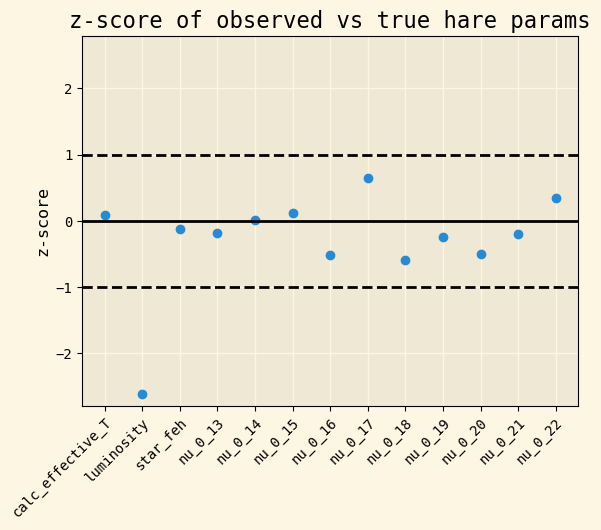 z-score of observed vs true hare params
z-score
2
1
0
−1
−2
calc_effective_T
luminosity
star_feh
nu_0_13
nu_0_14
nu_0_15
nu_0_16
nu_0_17
nu_0_18
nu_0_19
nu_0_20
nu_0_21
nu_0_22